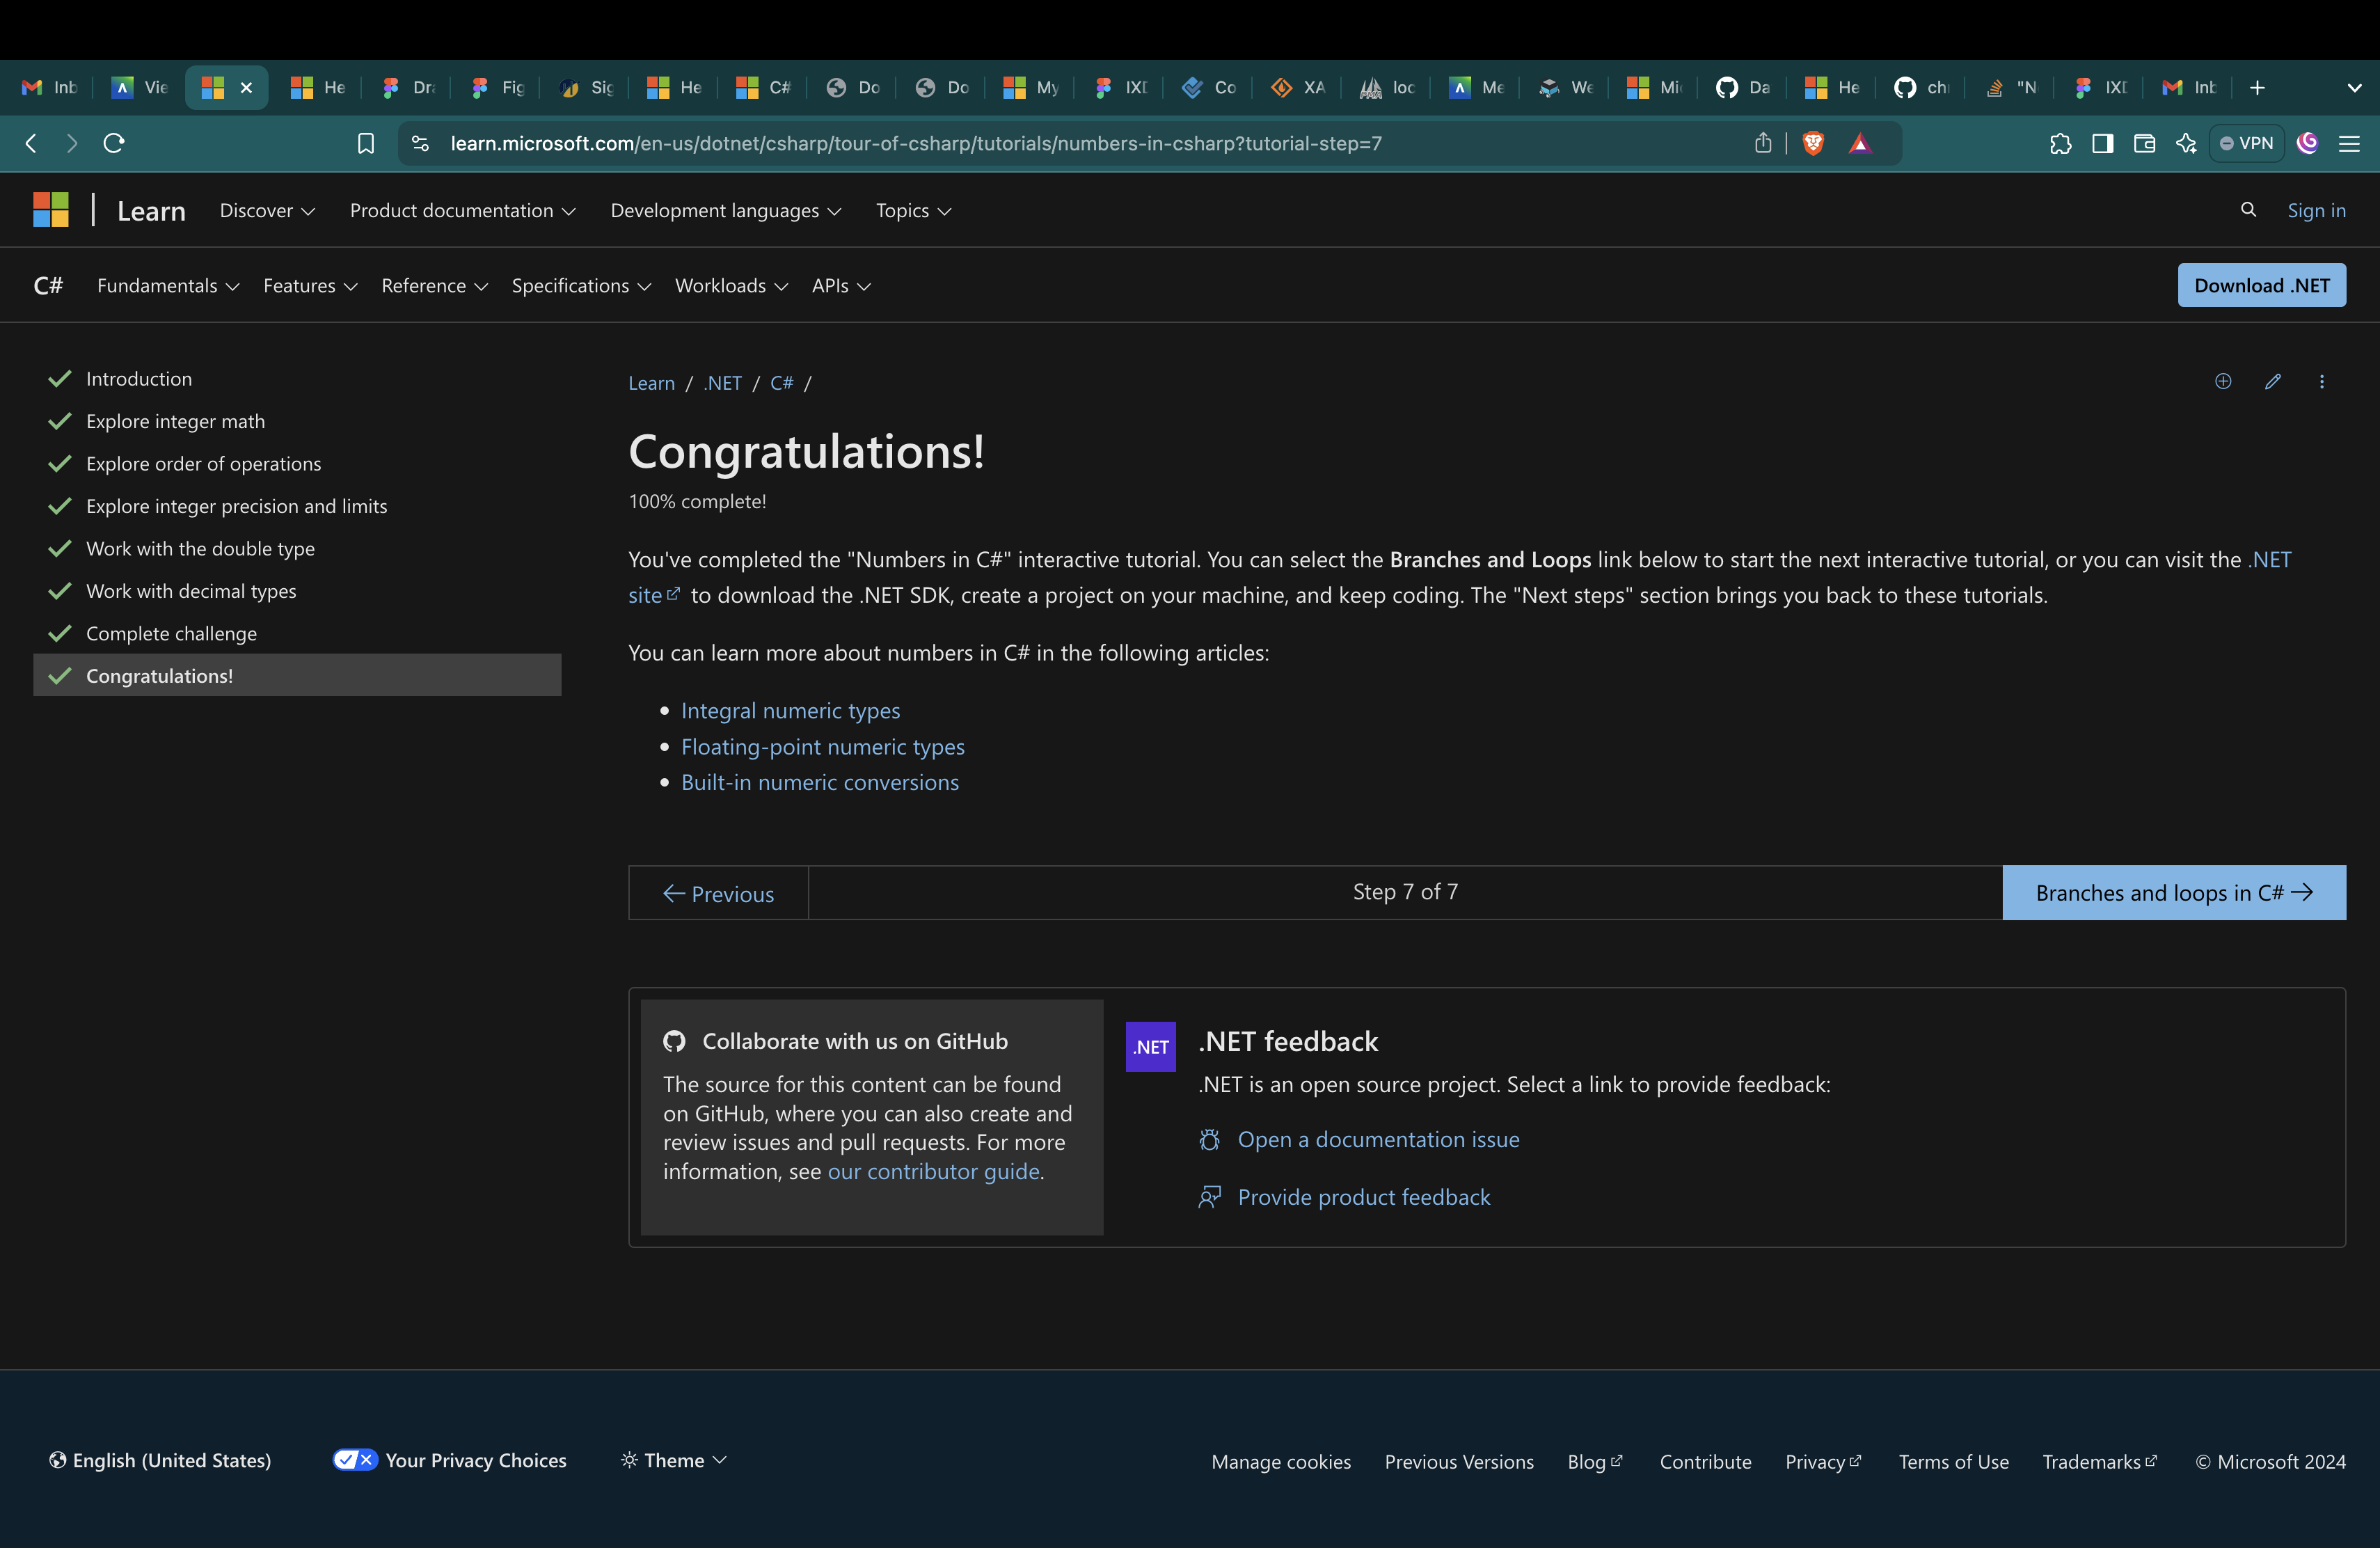 Inb
Vie
He
Dra
Fig
Sig
He
C#
Do
Do
My
IXD
Co
XA
loc
Me
We
Mi
Da
He
ch
"N
IXD
Inb
learn.microsoft.com/en-us/dotnet/csharp/tour-of-csharp/tutorials/numbers-in-csharp?tutorial-step=7
VPN
Learn
Discover
Product documentation
Development languages
Topics
Sign in
C#
Fundamentals
Features
Reference
Specifications
Workloads
APIs
Download .NET
Introduction
Explore integer math
Explore order of operations
Explore integer precision and limits
Work with the double type
Work with decimal types
Complete challenge
Congratulations!
Learn / .NET / C# /
Congratulations!
100% complete!
You've completed the "Numbers in C#" interactive tutorial. You can select the Branches and Loops link below to start the next interactive tutorial, or you can visit the .NET
site to download the .NET SDK, create a project on your machine, and keep coding. The "Next steps" section brings you back to these tutorials.
You can learn more about numbers in C# in the following articles:
• Integral numeric types
• Floating-point numeric types
• Built-in numeric conversions
← Previous
Step 7 of 7
Branches and loops in C# →
Collaborate with us on GitHub
The source for this content can be found
on GitHub, where you can also create and
review issues and pull requests. For more
information, see our contributor guide.
.NET
.NET feedback
.NET is an open source project. Select a link to provide feedback:
Open a documentation issue
Provide product feedback
English (United States)
Your Privacy Choices
Theme
Manage cookies
Previous Versions
Blog
Contribute
Privacy
Terms of Use
Trademarks
© Microsoft 2024